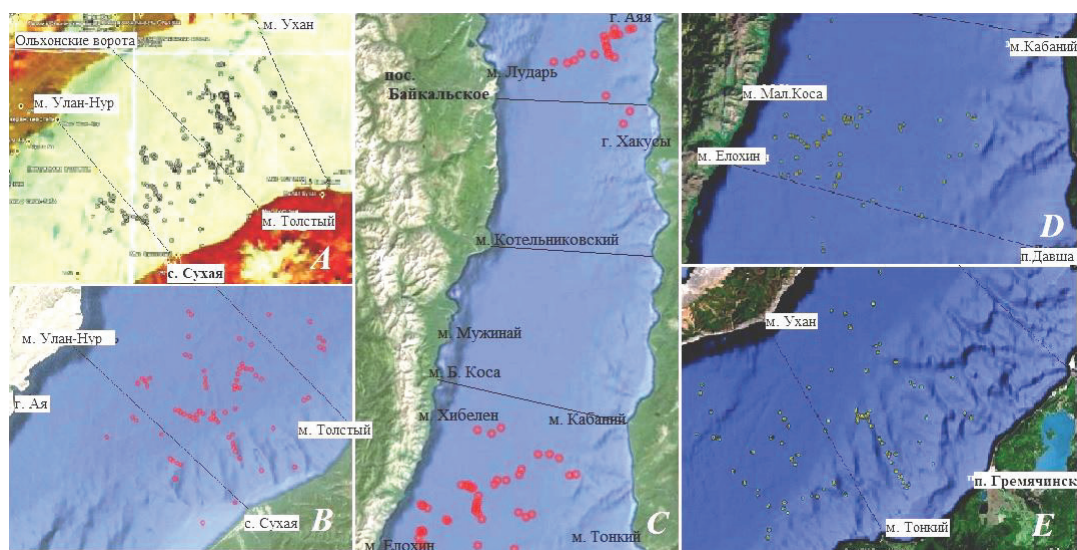 м. Ухан
Ольхонские ворота
м. Улан-Нур
м. Толстый
с. Сухая
A
м. Улан-Нур
г. Ая
м. Толстый
с. Сухая
B
г. Аяя
м. Лударь
пос.
Байкальское
г. Хакусы
м. Котельниковский
м. Мужинай
м. Б. Коса
м. Хибелен
м. Кабаний
C
м. Тонкий
м. Елохин
м.Кабаний
м. Мал.Коса
м. Елохин
D
п.Давша
м. Ухан
п. Гремячинск
м. Тонкий
E